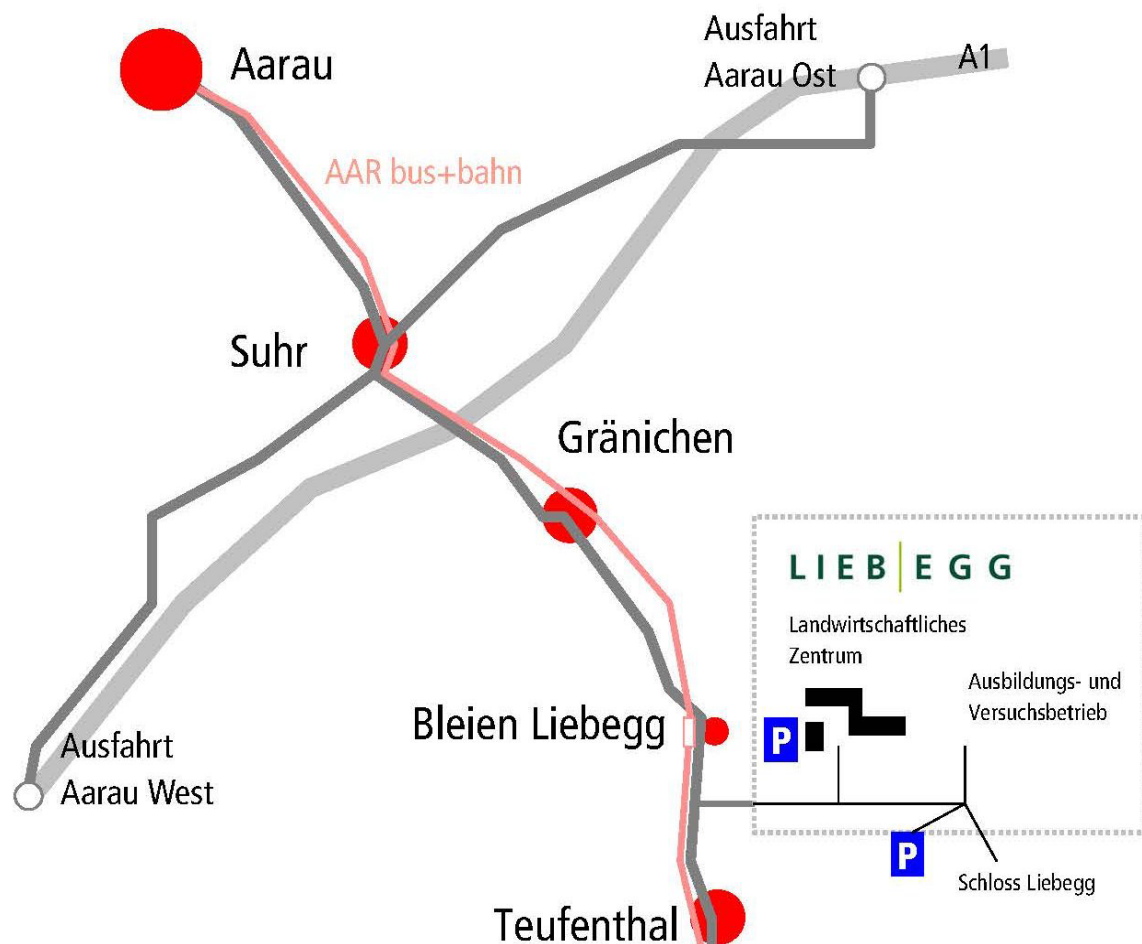 Ausfahrt
Aarau Ost
A1
Aarau
AAR bus+bahn
Suhr
Gränichen
LIEB|EGG
Landwirtschaftliches
Zentrum
Ausbildungs- und
Versuchsbetrieb
Bleien Liebegg
P
Ausfahrt
Aarau West
P
Schloss Liebegg
Teufenthal